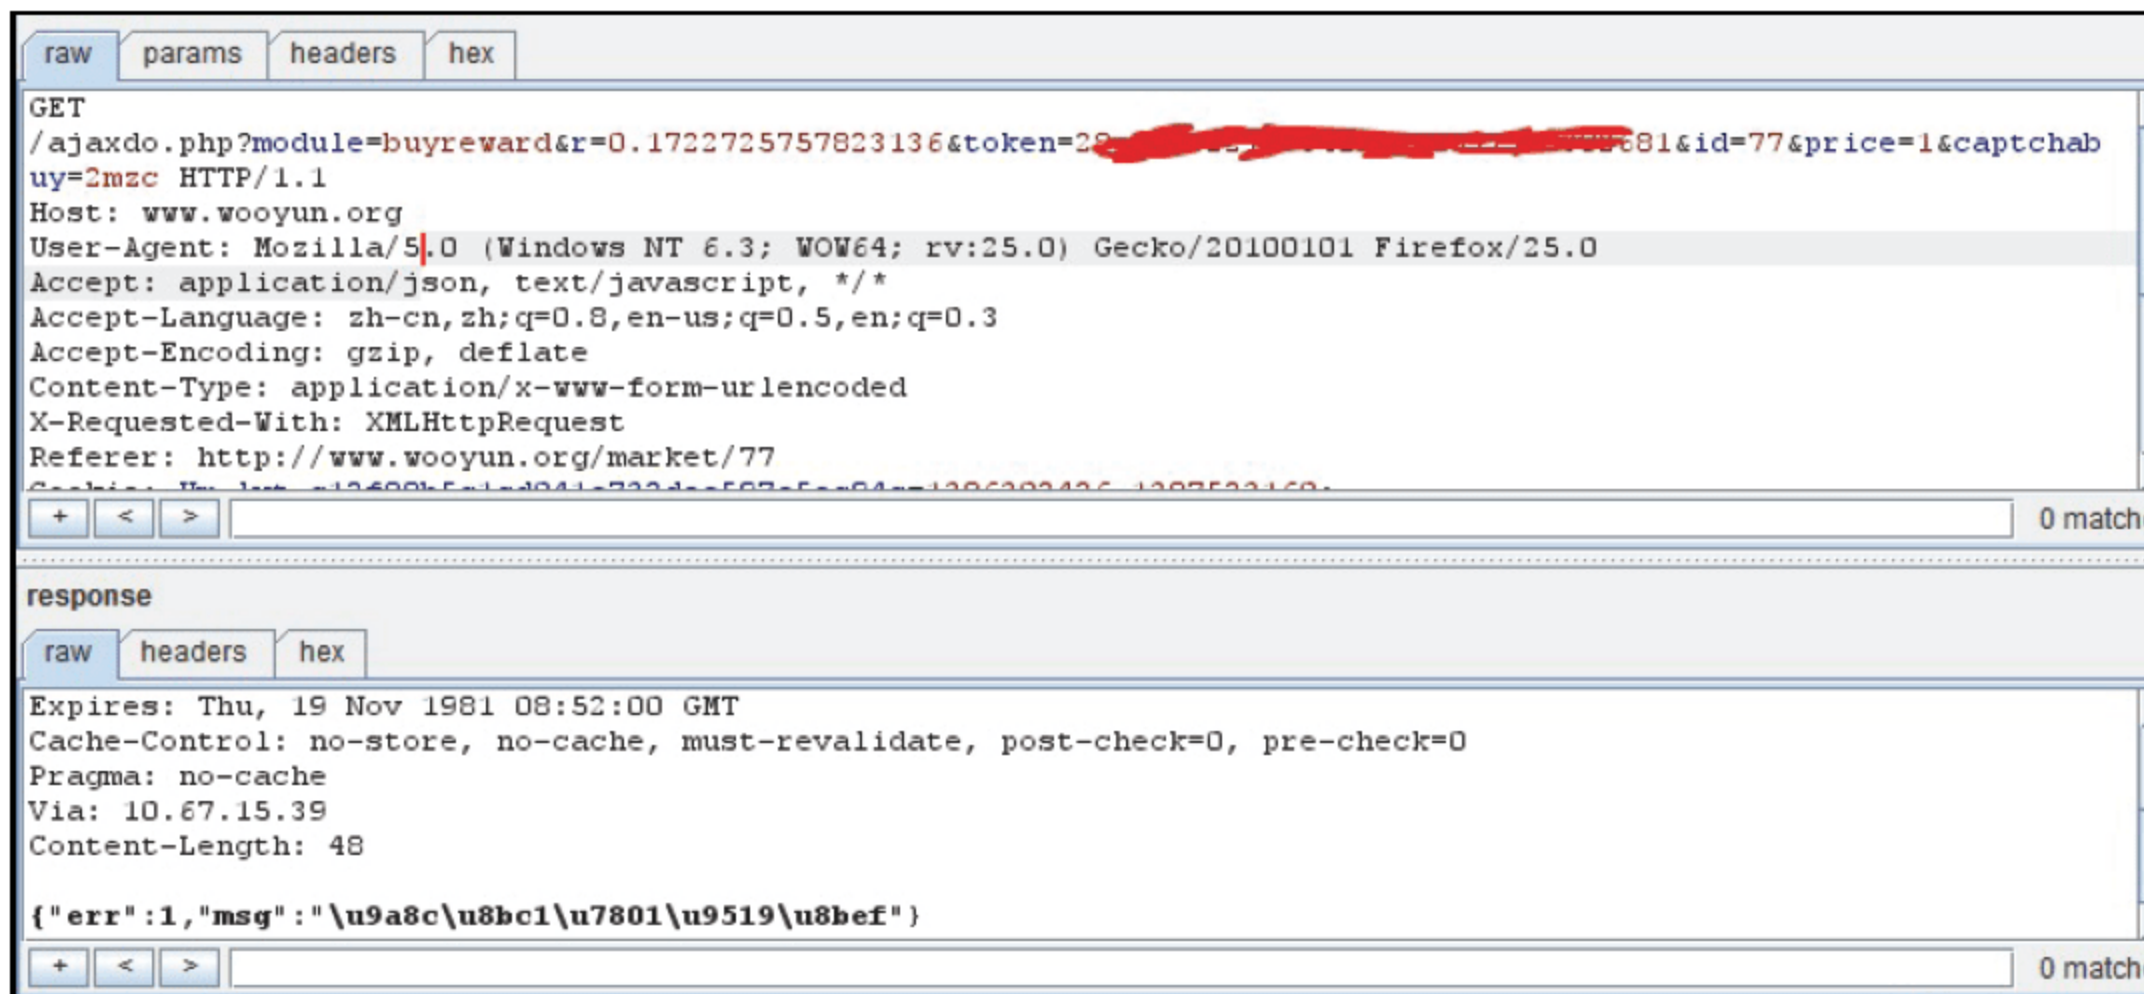 raw params headers hex
GET
/ajaxdo.php?module=buyreward&r=0.1722725757823136&token=28 681&id=77&price=1&captchab
uy=2mzc HTTP/1.1
Host: www.wooyun.org
User-Agent: Mozilla/5.0 (Windows NT 6.3; WOW64; rv:25.0) Gecko/20100101 Firefox/25.0
Accept: application/json, text/javascript, */*
Accept-Language: zh-cn,zh;q=0.8,en-us;q=0.5,en;q=0.3
Accept-Encoding: gzip, deflate
Content-Type: application/x-www-form-urlencoded
X-Requested-With: XMLHttpRequest
Referer: http://www.wooyun.org/market/77
+ < > 0 match
response
raw headers hex
Expires: Thu, 19 Nov 1981 08:52:00 GMT
Cache-Control: no-store, no-cache, must-revalidate, post-check=0, pre-check=0
Pragma: no-cache
Via: 10.67.15.39
Content-Length: 48
{"err":1,"msg":"\u9a8c\u8bc1\u7801\u9519\u8bef"}
+ < > 0 match